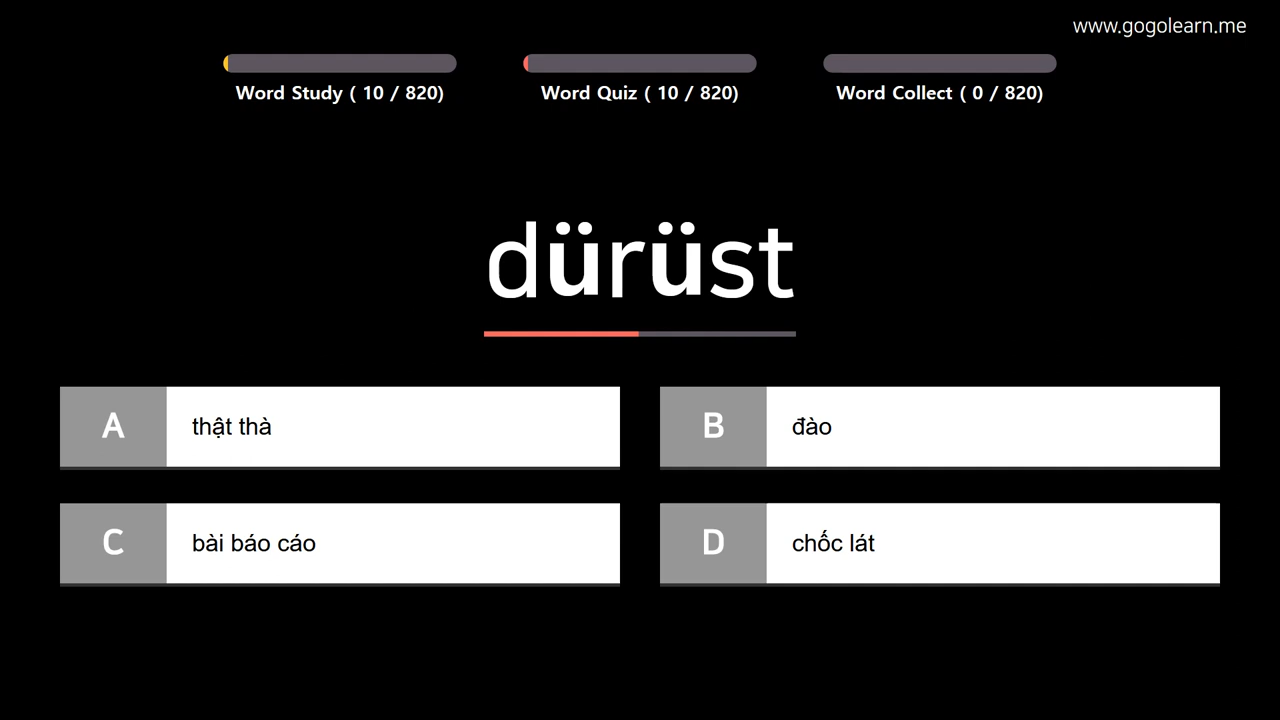 www.gogolearn.me
Word Study ( 10 / 820)
Word Quiz ( 10 / 820)
Word Collect ( 0 / 820)
dürüst
A thật thà
B đào
C bài báo cáo
D chốc lát